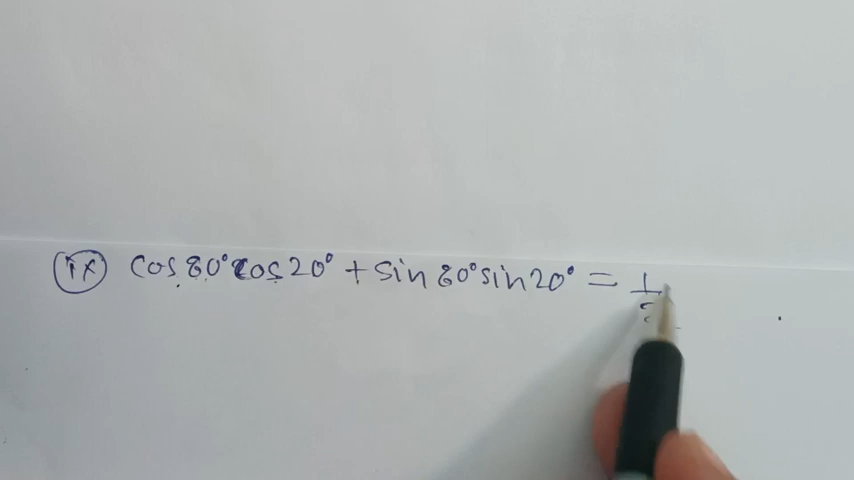 ix cos 80° cos 20° + sin 80° sin 20° = 1/2